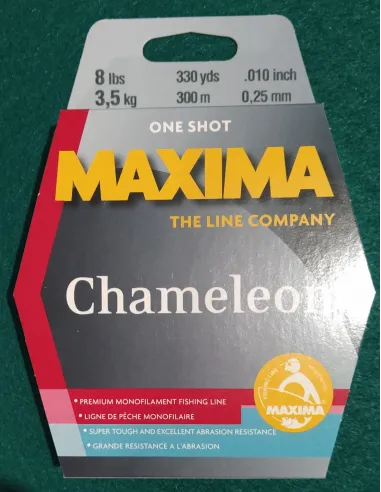 8 lbs 330 yds .010 inch
3,5 kg 300 m 0,25 mm
ONE SHOT
MAXIMA
THE LINE COMPANY
Chameleon
• PREMIUM MONOFILAMENT FISHING LINE
• LIGNE DE PÊCHE MONOFILAIRE
• SUPER TOUGH AND EXCELLENT ABRASION RESISTANCE
• GRANDE RESISTANCE A L'ABRASION
MAXIMA